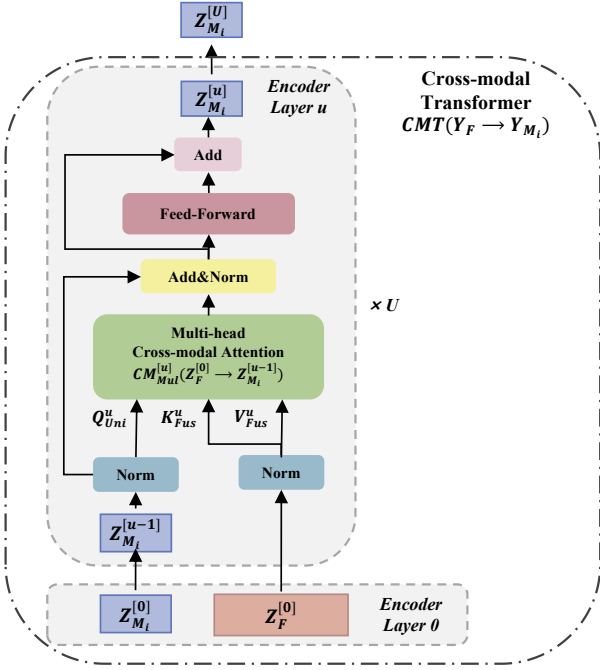 Z_{M_i}^{[U]}
Encoder
Layer u
Z_{M_i}^{[u]}
Cross-modal
Transformer
CMT(Y_F → Y_{M_i})
Add
Feed-Forward
Add&Norm
× U
Multi-head
Cross-modal Attention
CM_{Mul}^{[u]}(Z_F^{[0]} → Z_{M_i}^{[u-1]})
Q_{Uni}^{u} K_{Fus}^{u} V_{Fus}^{u}
Norm
Norm
Z_{M_i}^{[u-1]}
Z_{M_i}^{[0]}
Z_F^{[0]}
Encoder
Layer 0